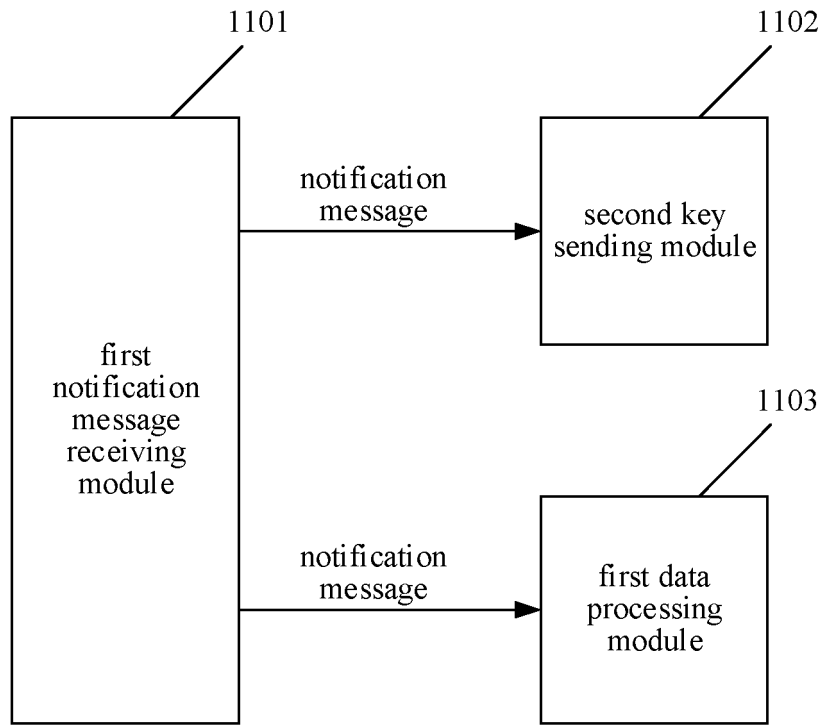 1101
1102
notification
message
second key
sending module
first
notification
message
receiving
module
1103
notification
message
first data
processing
module